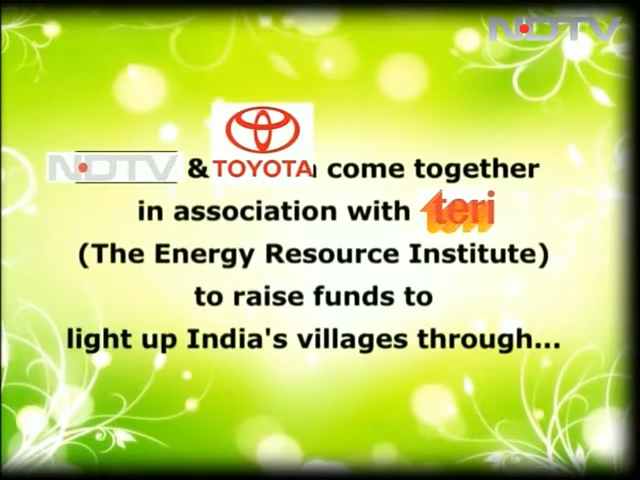 NDTV
NDTV & TOYOTA come together
in association with teri
(The Energy Resource Institute)
to raise funds to
light up India's villages through...